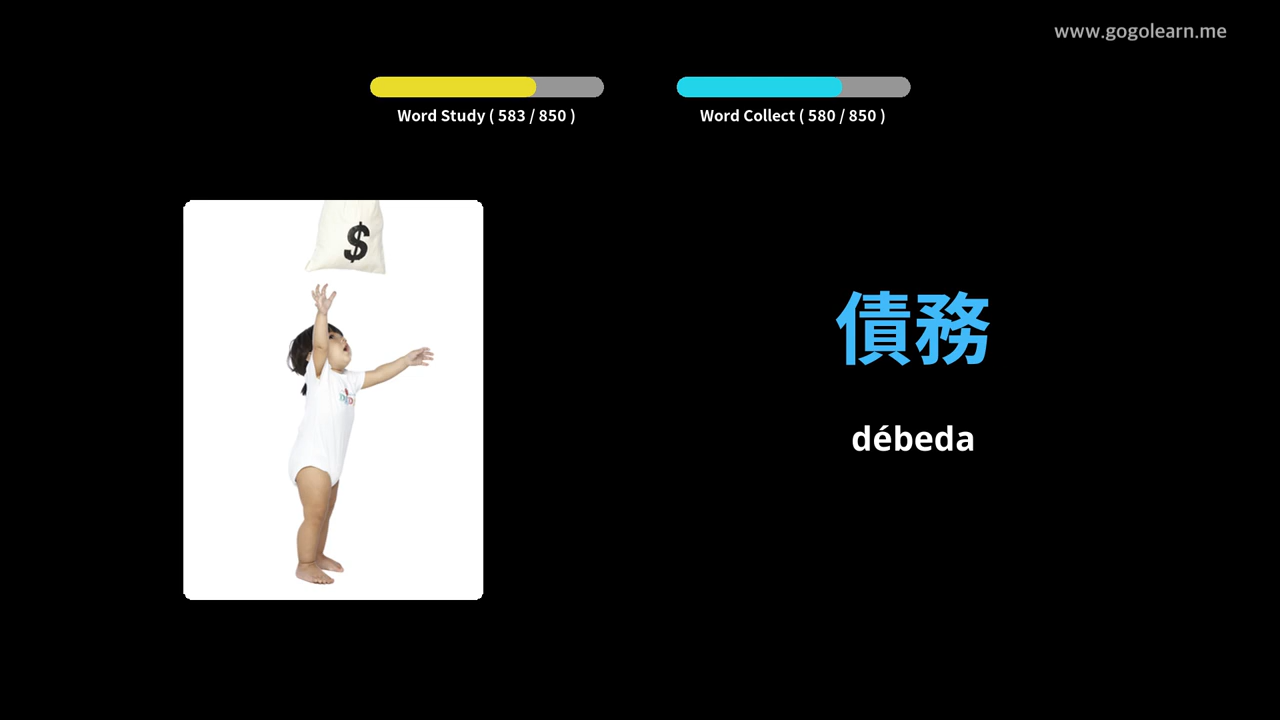 www.gogolearn.me
Word Study ( 583 / 850 )
Word Collect ( 580 / 850 )
$
債務
débeda